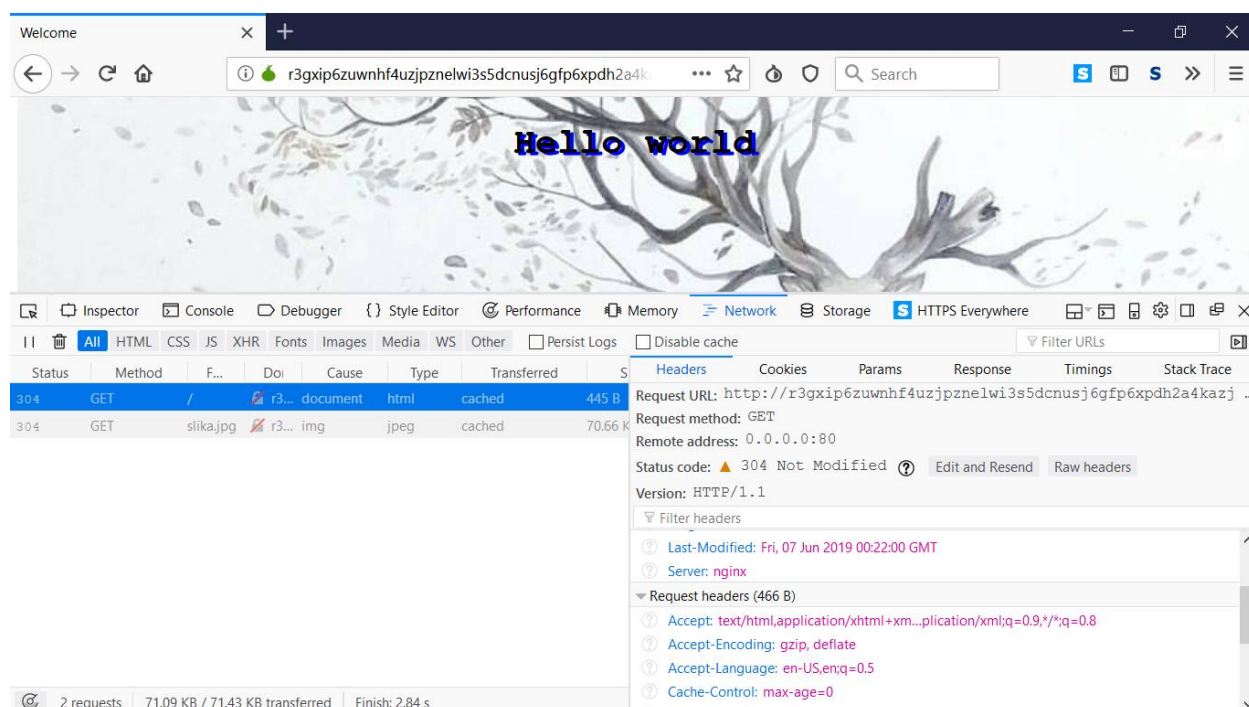 Welcome
r3gxip6zuwnhf4uzjpznelwi3s5dcnusj6gfp6xpdh2a4k
Search
S
S
Hello world
Inspector Console Debugger {} Style Editor Performance Memory Network Storage S HTTPS Everywhere
All HTML CSS JS XHR Fonts Images Media WS Other Persist Logs Disable cache Filter URLs
Status Method F... Doi Cause Type Transferred S
304 GET / r3... document html cached 445 B
304 GET slika.jpg r3... img jpeg cached 70.66 K
Headers Cookies Params Response Timings Stack Trace
Request URL: http://r3gxip6zuwnhf4uzjpznelwi3s5dcnusj6gfp6xpdh2a4kazj ...
Request method: GET
Remote address: 0.0.0.0:80
Status code: 304 Not Modified Edit and Resend Raw headers
Version: HTTP/1.1
Filter headers
Last-Modified: Fri, 07 Jun 2019 00:22:00 GMT
Server: nginx
Request headers (466 B)
Accept: text/html,application/xhtml+xm...plication/xml;q=0.9,*/*;q=0.8
Accept-Encoding: gzip, deflate
Accept-Language: en-US,en;q=0.5
Cache-Control: max-age=0
2 requests 71.09 KB / 71.43 KB transferred Finish: 2.84 s